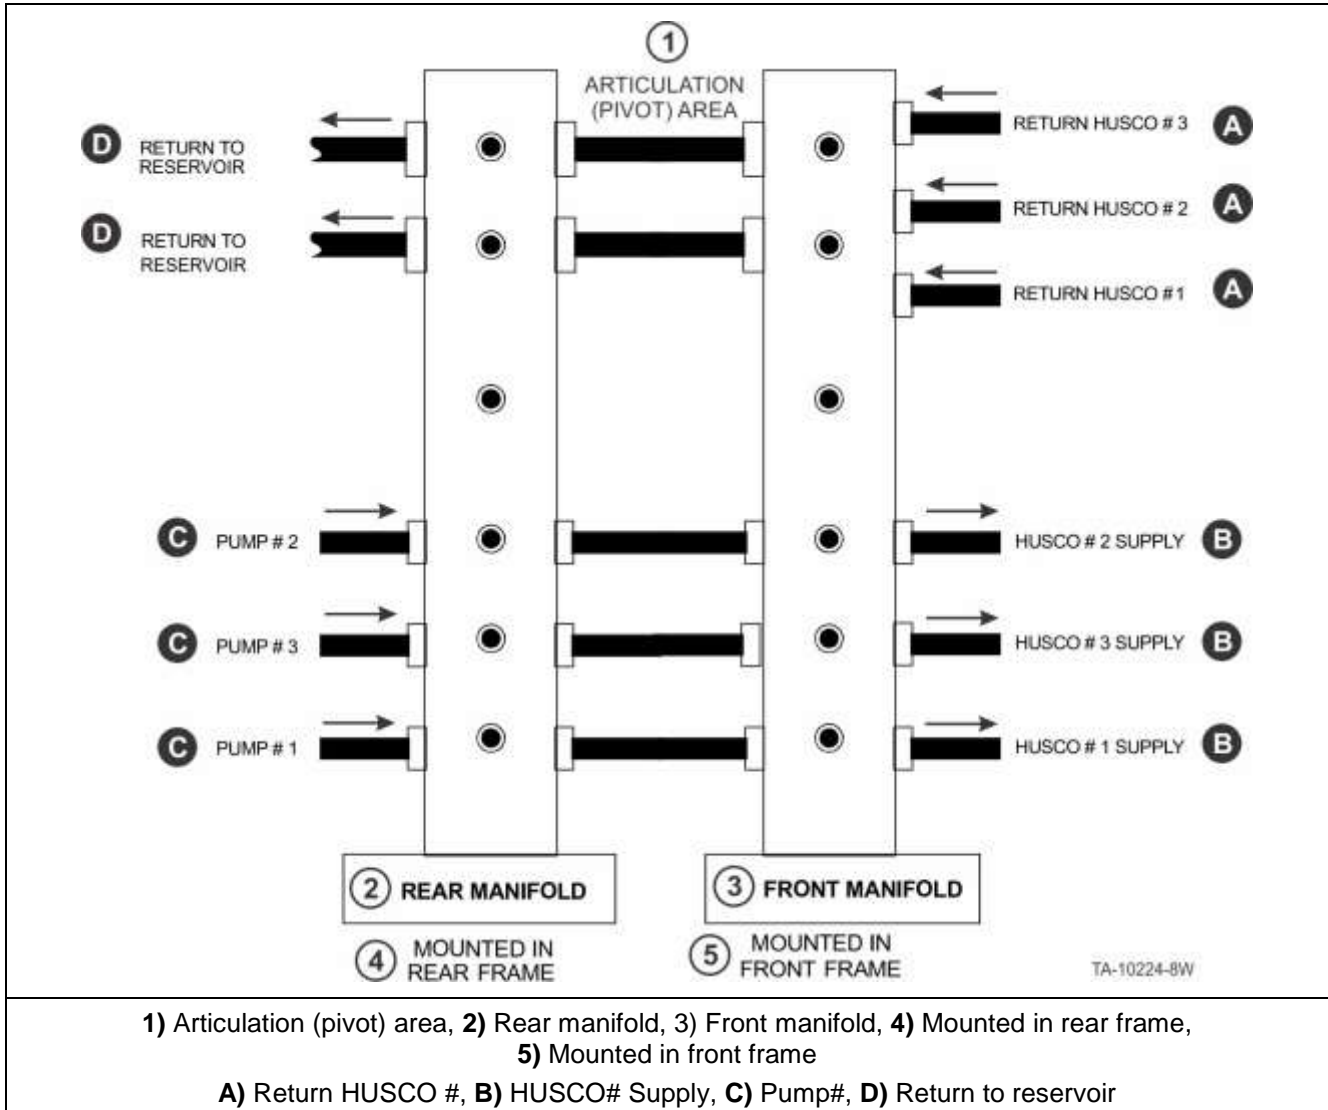 1
ARTICULATION
(PIVOT) AREA
D RETURN TO
RESERVOIR
RETURN HUSCO # 3 A
D RETURN TO
RESERVOIR
RETURN HUSCO # 2 A
RETURN HUSCO # 1 A
C PUMP # 2
HUSCO # 2 SUPPLY B
C PUMP # 3
HUSCO # 3 SUPPLY B
C PUMP # 1
HUSCO # 1 SUPPLY B
2 REAR MANIFOLD
3 FRONT MANIFOLD
4 MOUNTED IN
REAR FRAME
5 MOUNTED IN
FRONT FRAME
TA-10224-8W
1) Articulation (pivot) area, 2) Rear manifold, 3) Front manifold, 4) Mounted in rear frame,
5) Mounted in front frame
A) Return HUSCO #, B) HUSCO# Supply, C) Pump#, D) Return to reservoir